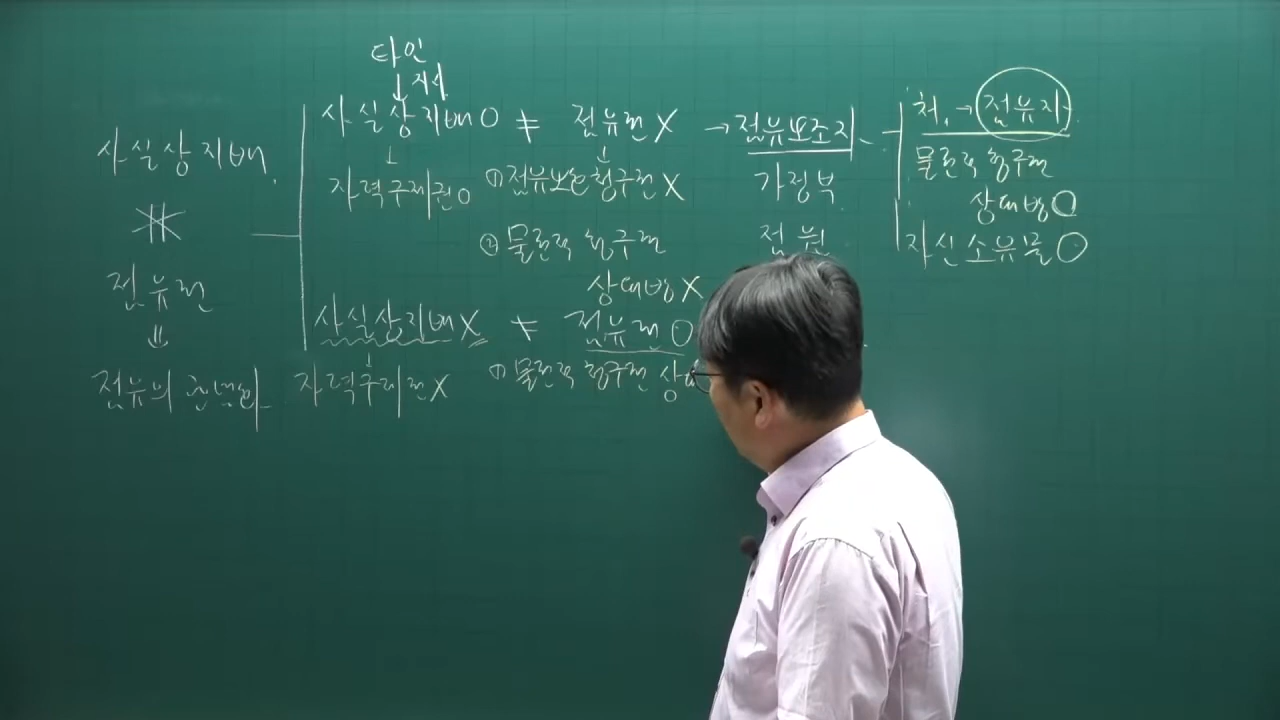 사실상지배
점유권
⇓
점유의 관념화
타인
↓지시
사실상지배 O ≠ 점유권 X → 점유보조자
↓
자력구제권 O
① 점유보호청구권 X
② 물권적 청구권
상대방 X
가정부
점원
처. → 점유자
물권적 청구권
상대방 O
자신소유물 O
사실상지배 X ≠ 점유권 O
↓
자력구제권 X
① 물권적 청구권 상